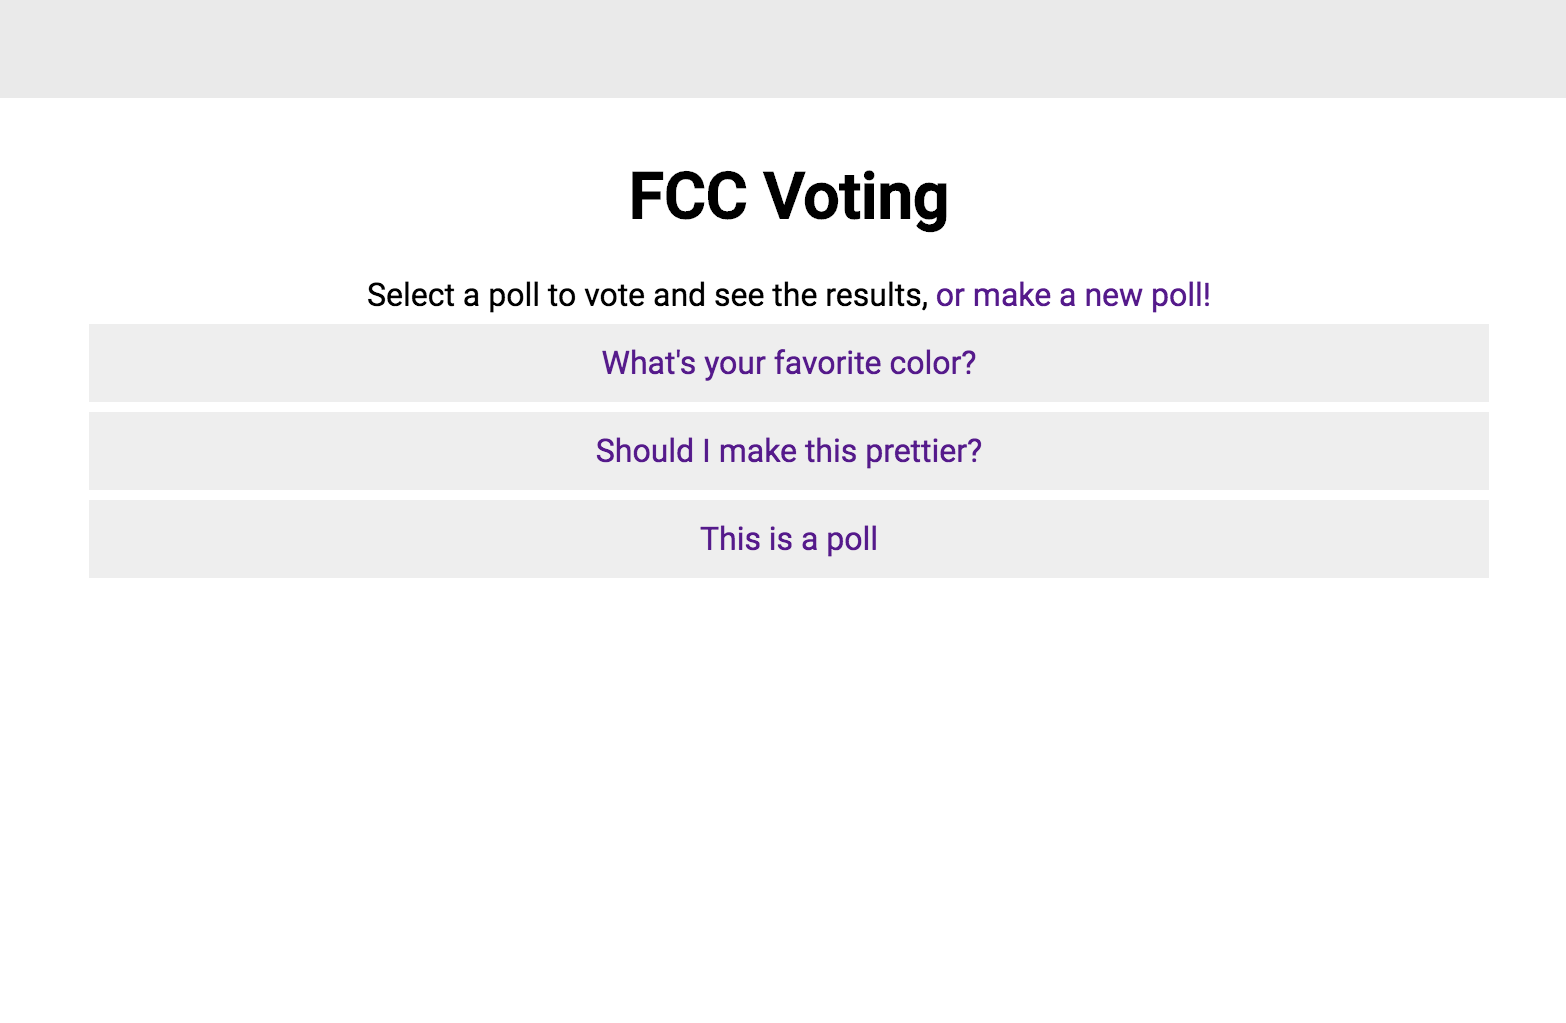 FCC Voting
Select a poll to vote and see the results, or make a new poll!
What's your favorite color?
Should I make this prettier?
This is a poll